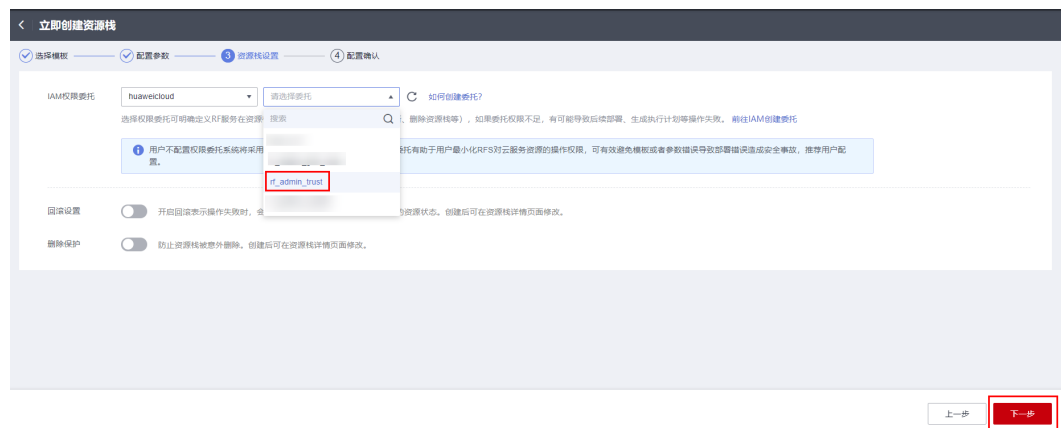 立即创建资源栈
选择模板
配置参数
3 资源栈设置
4 配置确认
IAM权限委托
huaweicloud
请选择委托
如何创建委托?
选择权限委托可明确定义RF服务在资源
、删除资源栈等），如果委托权限不足，有可能导致后续部署、生成执行计划等操作失败。 前往IAM创建委托
搜索
用户不配置权限委托系统将采用
托有助于用户最小化RFS对云服务资源的操作权限，可有效避免模板或者参数错误导致部署错误造成安全事故，推荐用户配
置。
rf_admin_trust
回滚设置
开启回滚表示操作失败时，会
的资源状态。创建后可在资源详情页面修改。
删除保护
防止资源栈被意外删除。创建后可在资源栈详情页面修改。
上一步
下一步